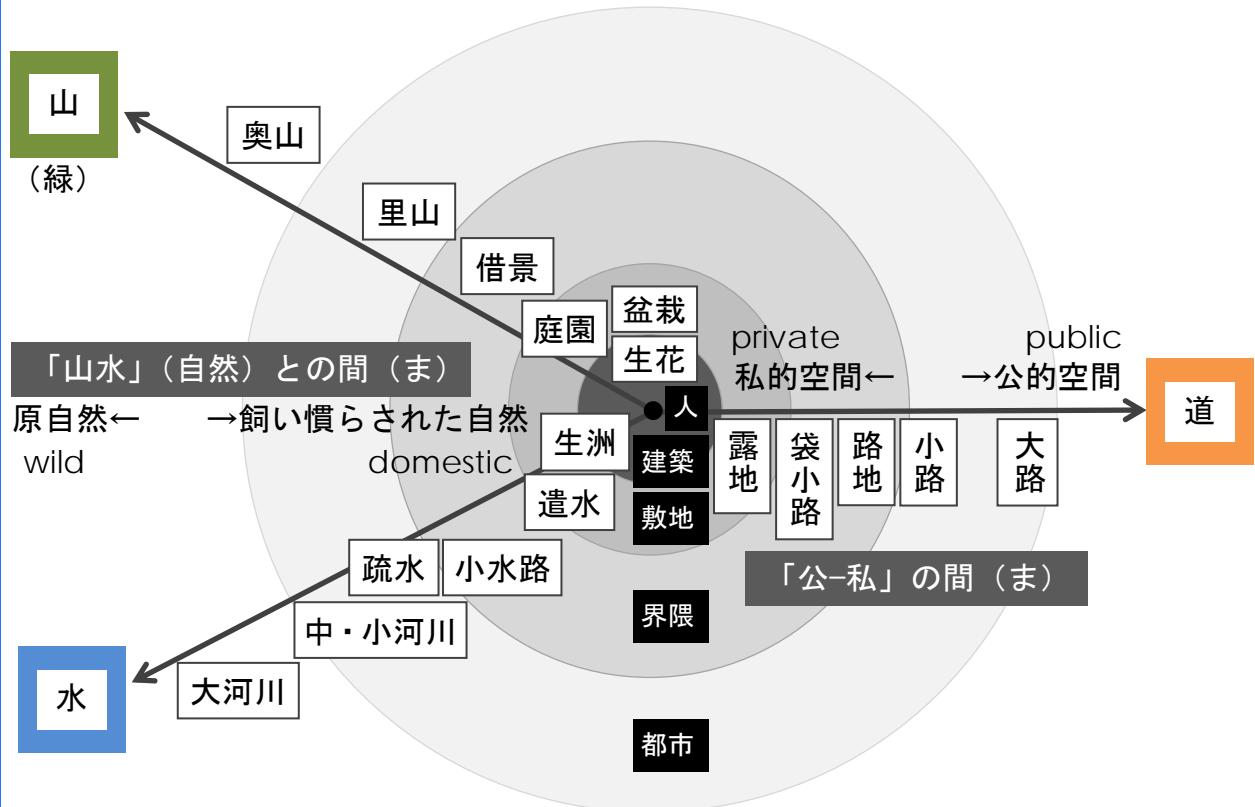 山
（緑）
奥山
里山
借景
庭園
盆栽
生花
private
public
私的空間←
→公的空間
道
「山水」（自然）との間（ま）
原自然←
→飼い慣らされた自然
wild
domestic
人
建築
敷地
界隈
都市
生洲
遣水
疏水
小水路
中・小河川
大河川
水
露地
袋小路
路地
小路
大路
「公−私」の間（ま）